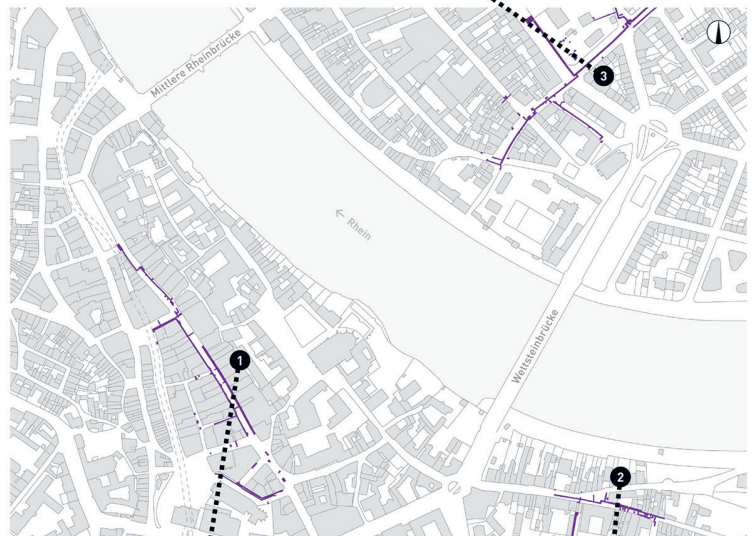 Mittlere Rheinbrücke
3
← Rhein
Wettsteinbrücke
1
2